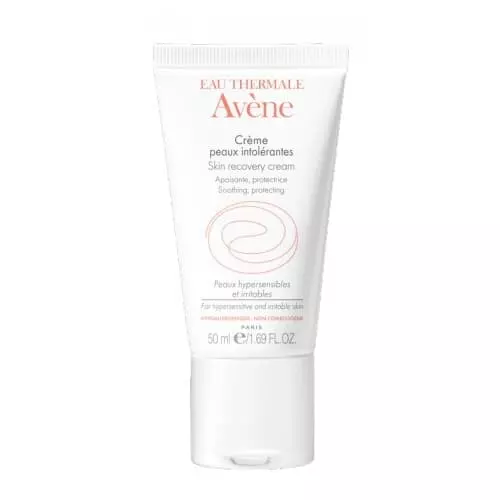 EAU THERMALE
Avène
Crème
peaux intolérantes
Skin recovery cream
Apaisante, protectrice
Soothing, protecting
Peaux hypersensibles
et irritables
For hypersensitive and irritable skin
PARIS
50 ml e/1.69 FL.OZ.